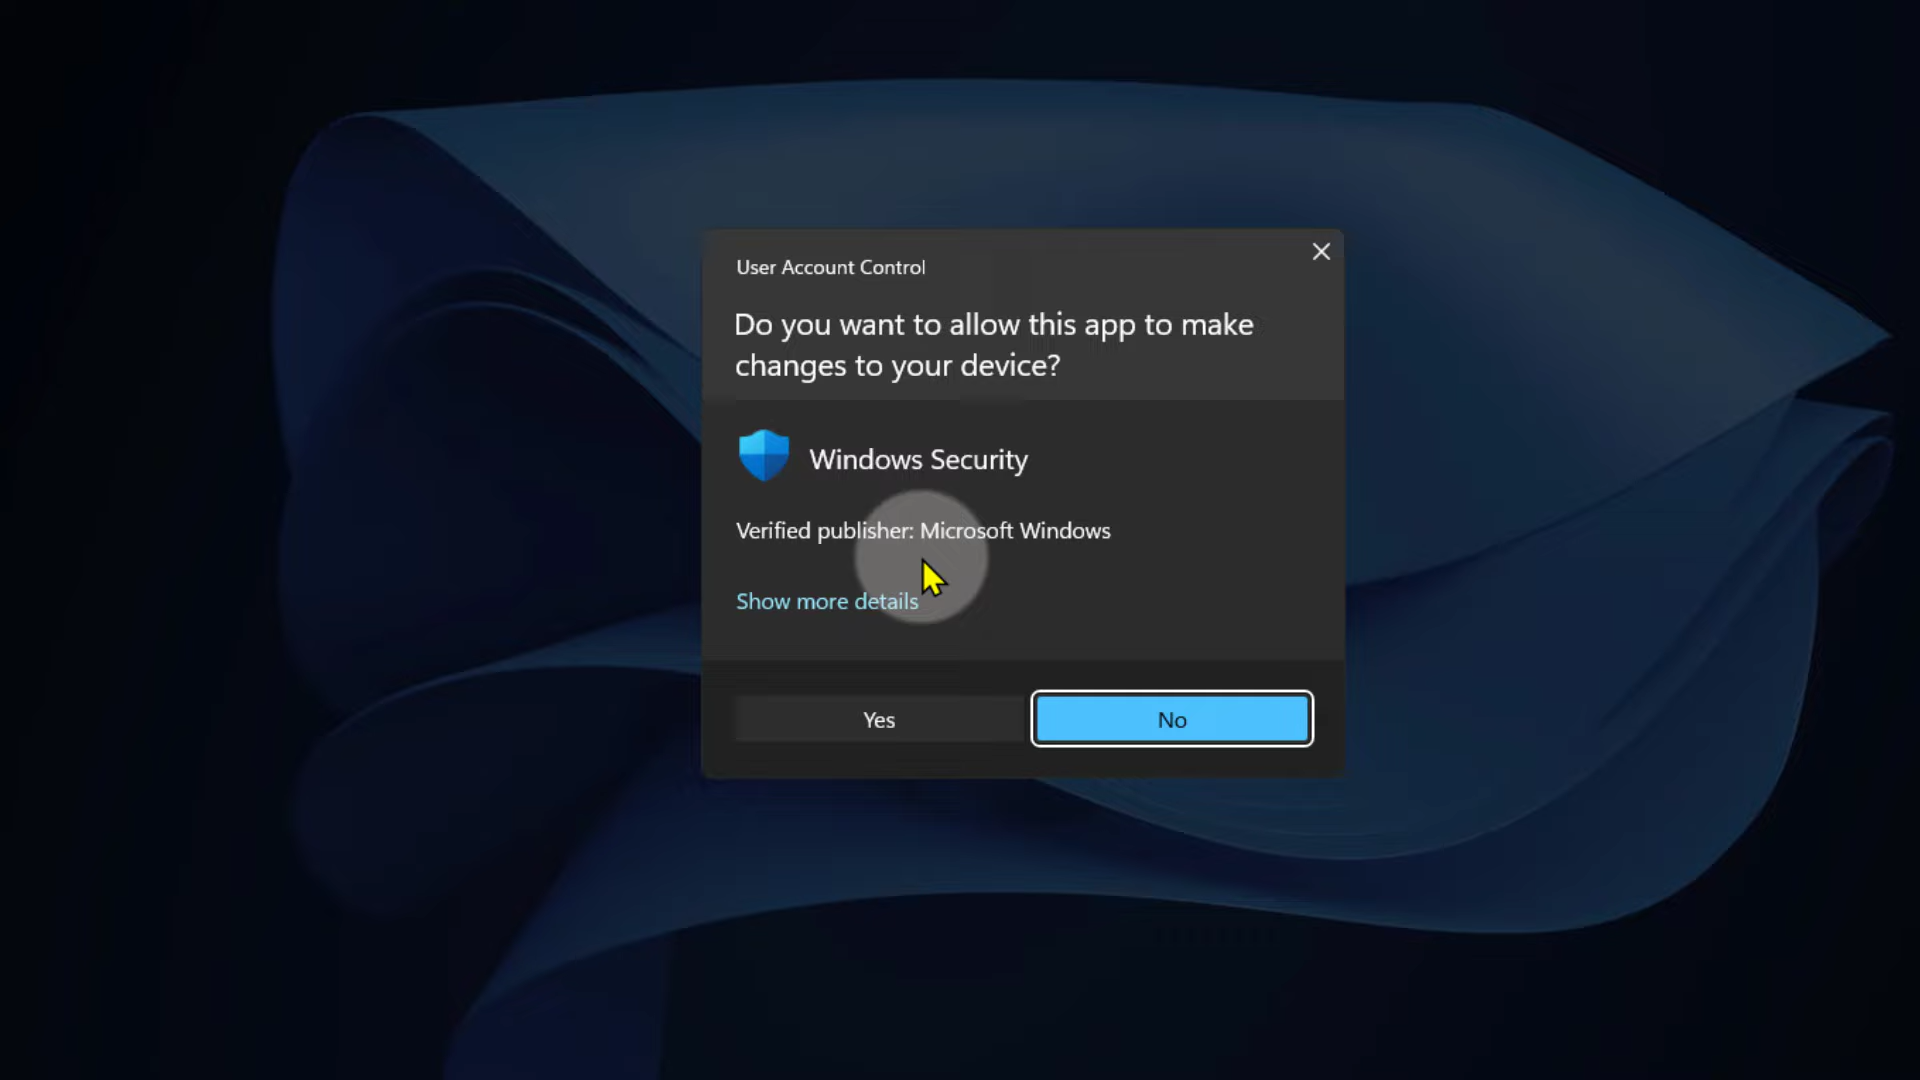 User Account Control
Do you want to allow this app to make
changes to your device?
Windows Security
Verified publisher: Microsoft Windows
Show more details
Yes
No